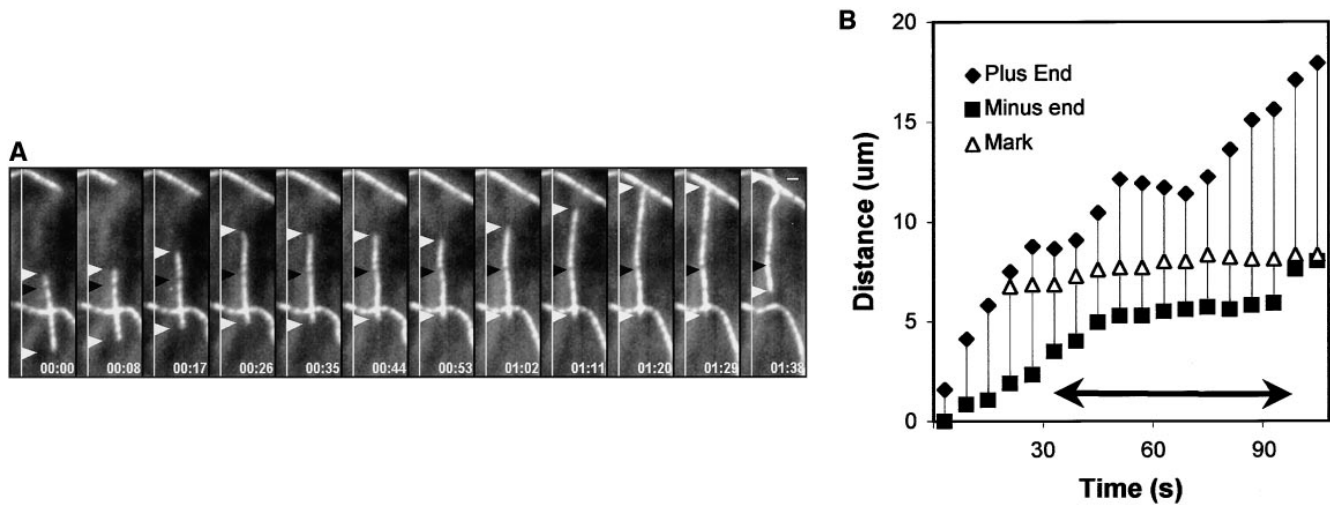 A
00:00 00:08 00:17 00:26 00:35 00:44 00:53 01:02 01:11 01:20 01:29 01:38
B
20
15
10
5
0
Distance (um)
Plus End
Minus end
Mark
30 60 90
Time (s)